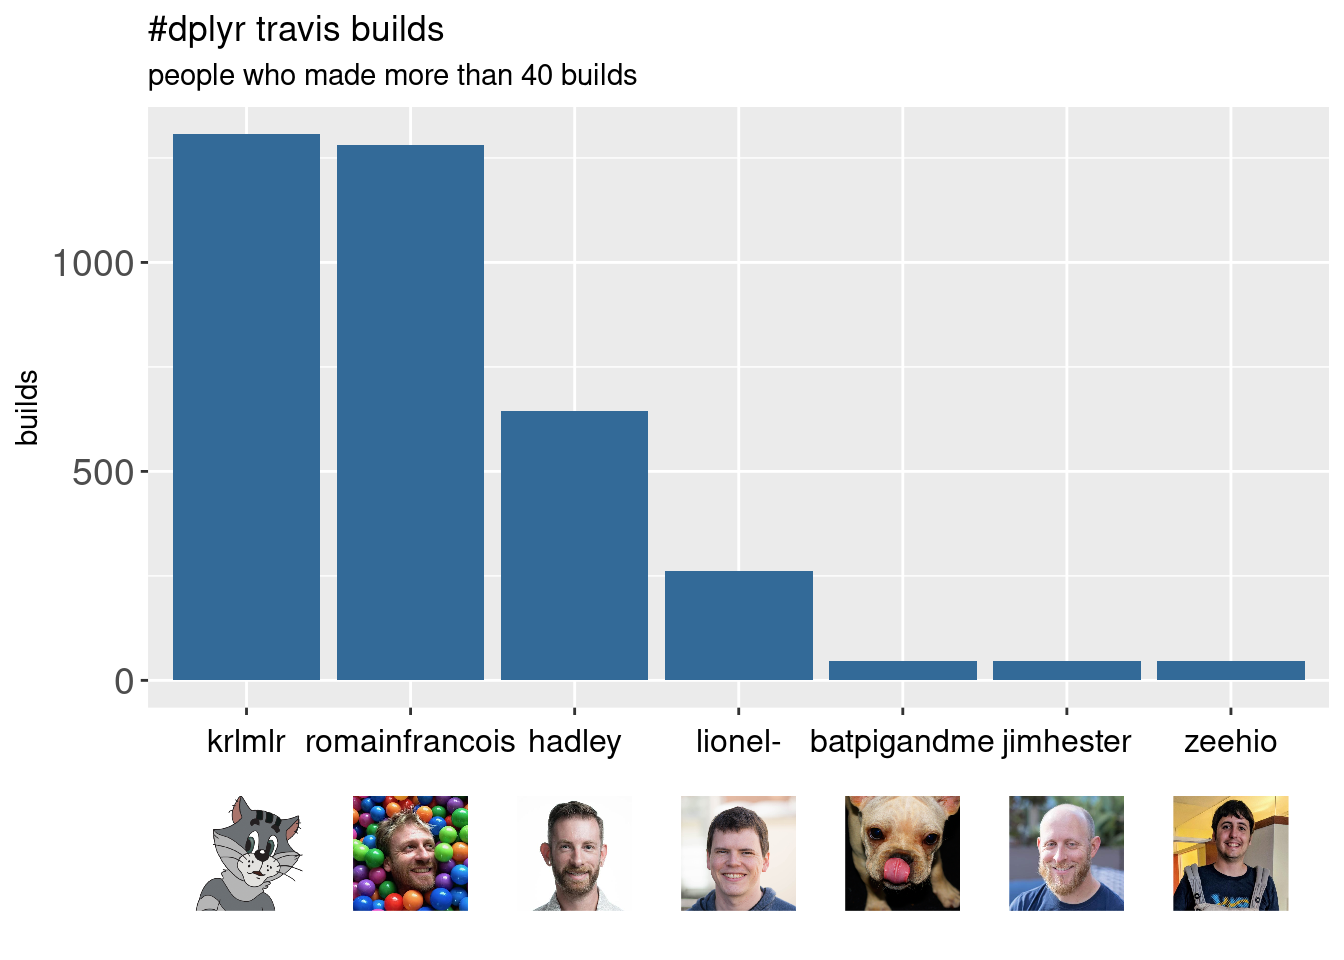 #dplyr travis builds
people who made more than 40 builds
builds
1000
500
0
krlmlr romainfrancois hadley lionel- batpigandme jimhester zeehio